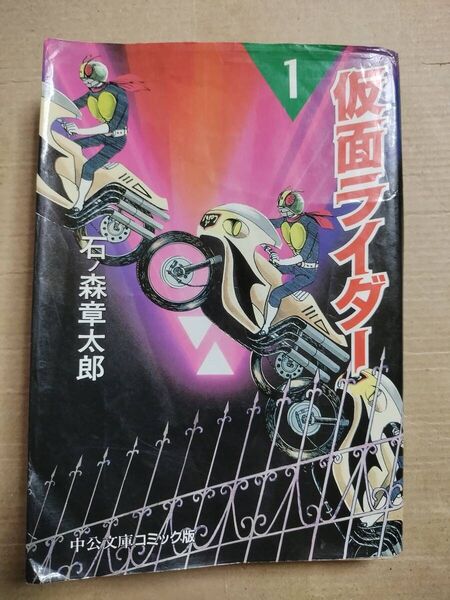 1
仮面ライダー
石ノ森章太郎
中公文庫コミック版